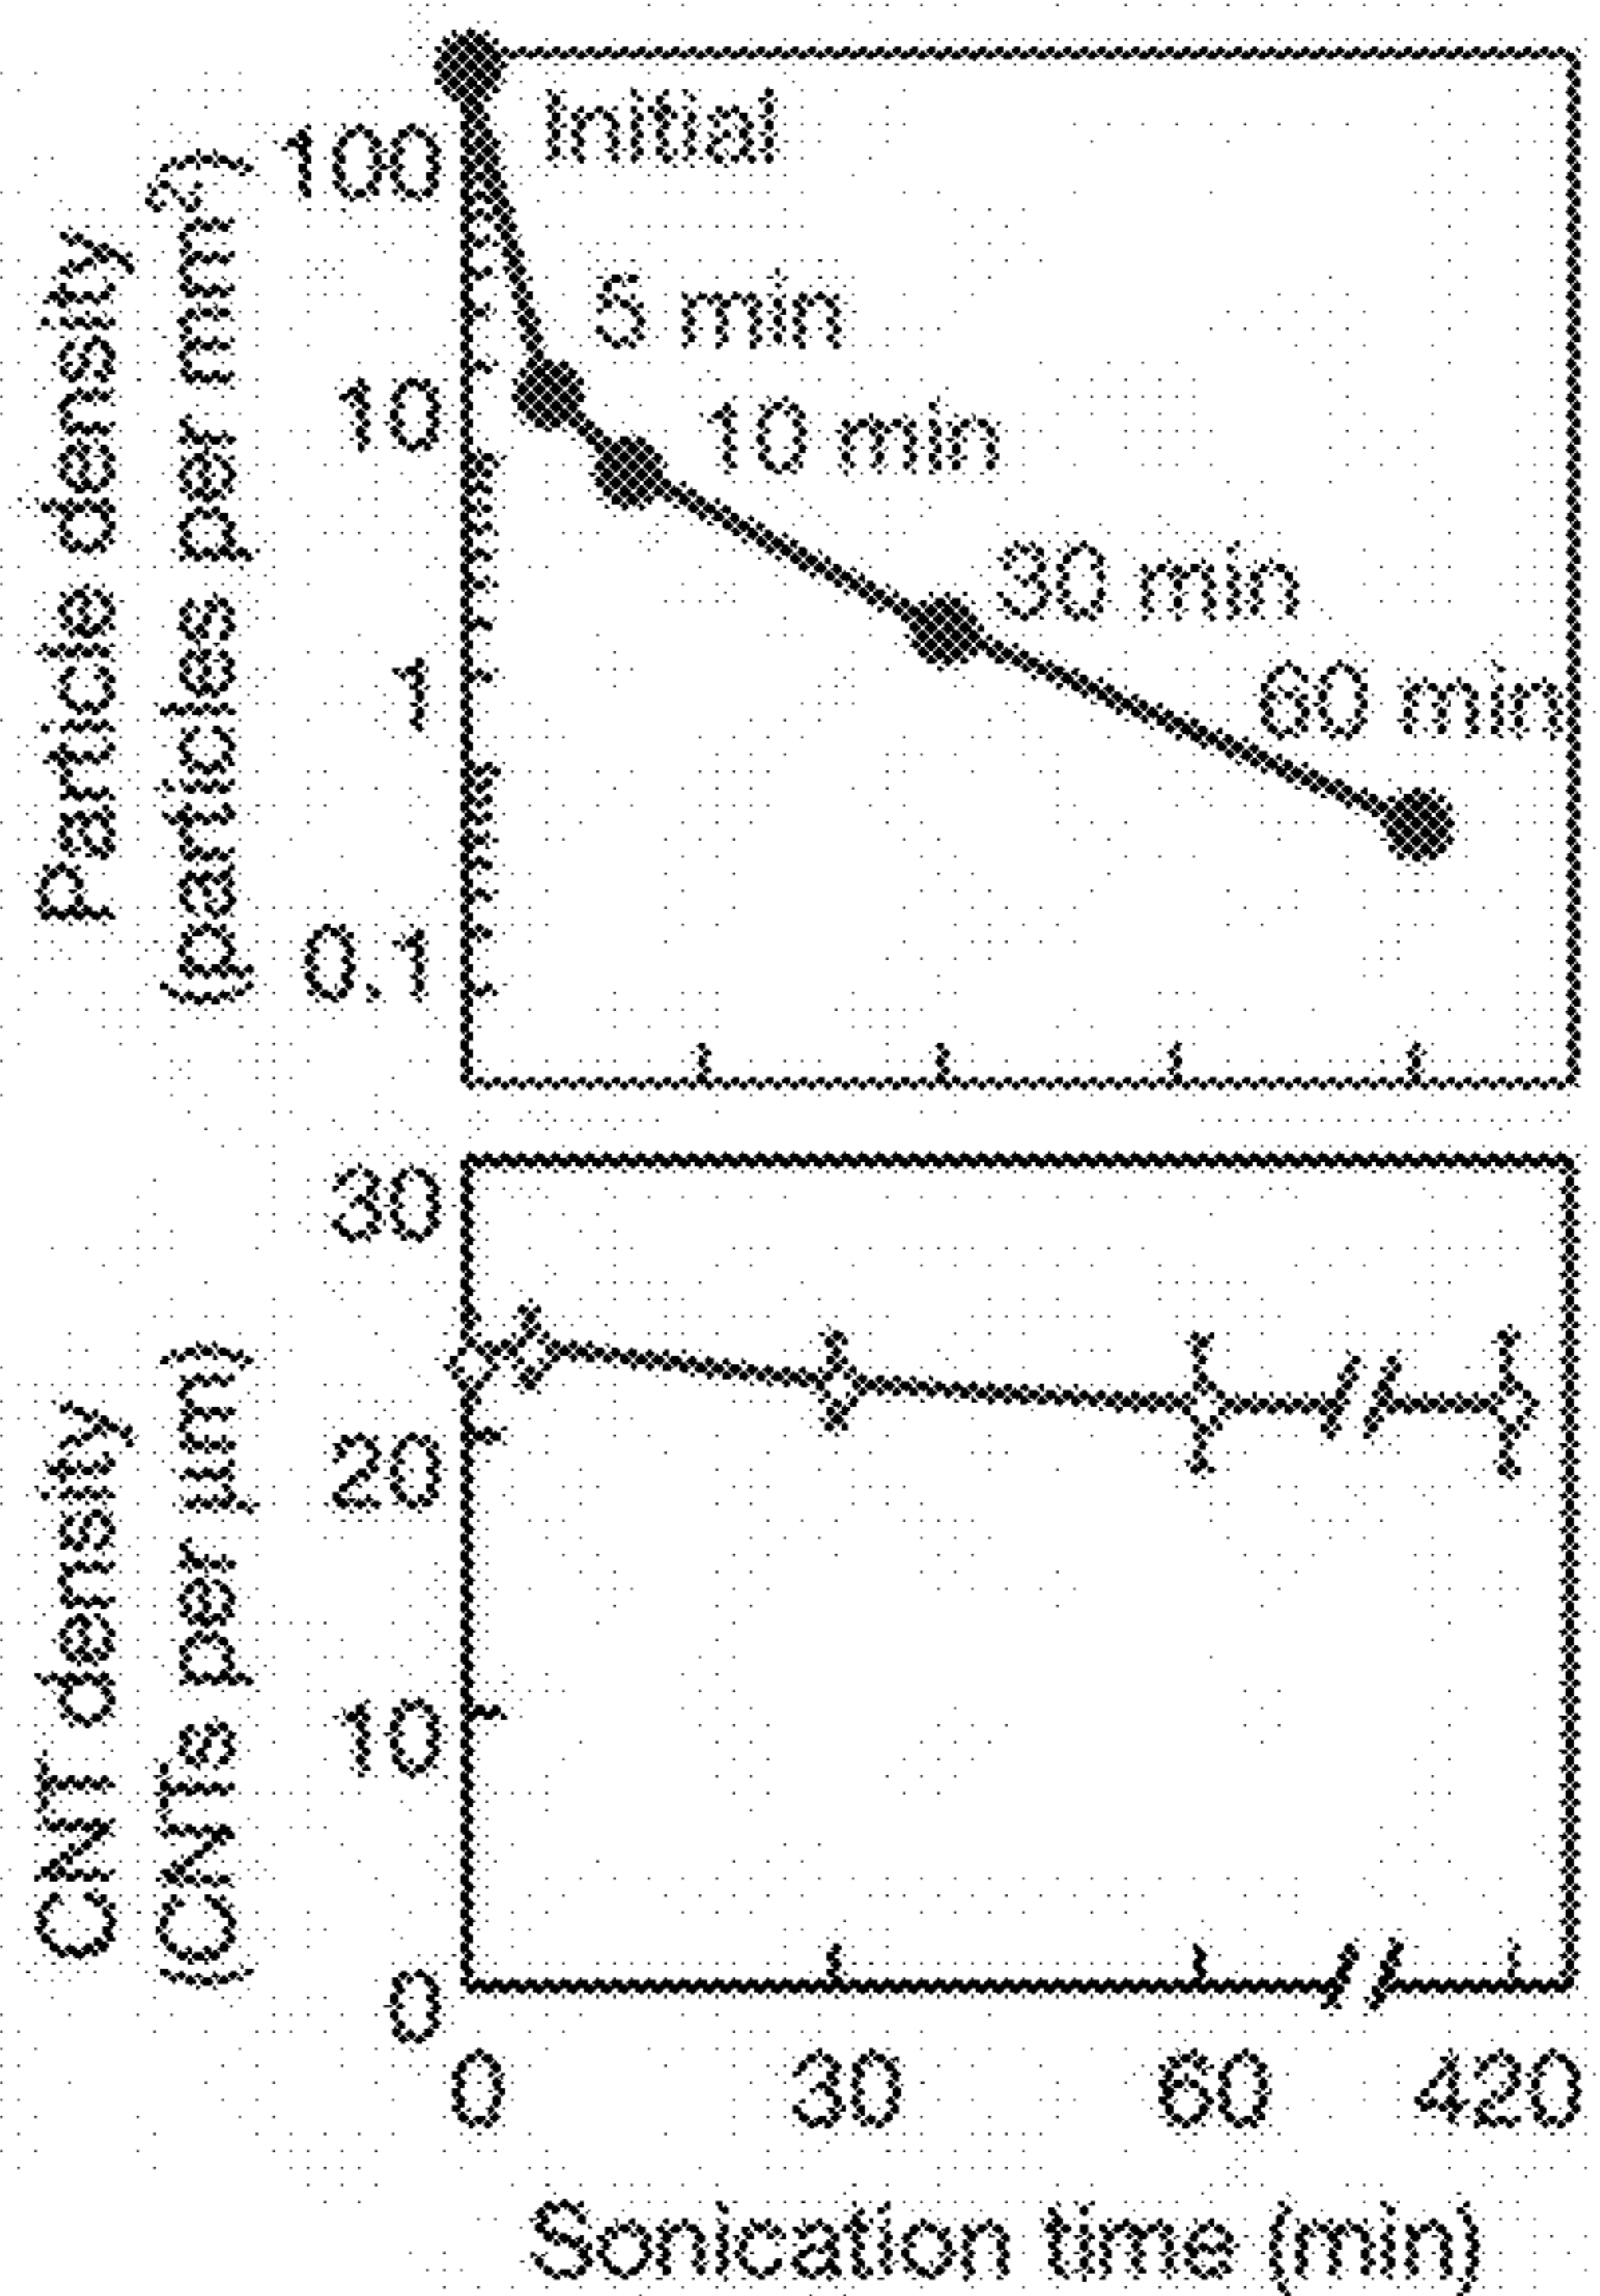 Particle density
(particles per mm²)
100
10
1
0.1
Initial
5 min
10 min
30 min
60 min
CNT density
(CNTs per µm)
30
20
10
0
0
30
60
420
Sonication time (min)